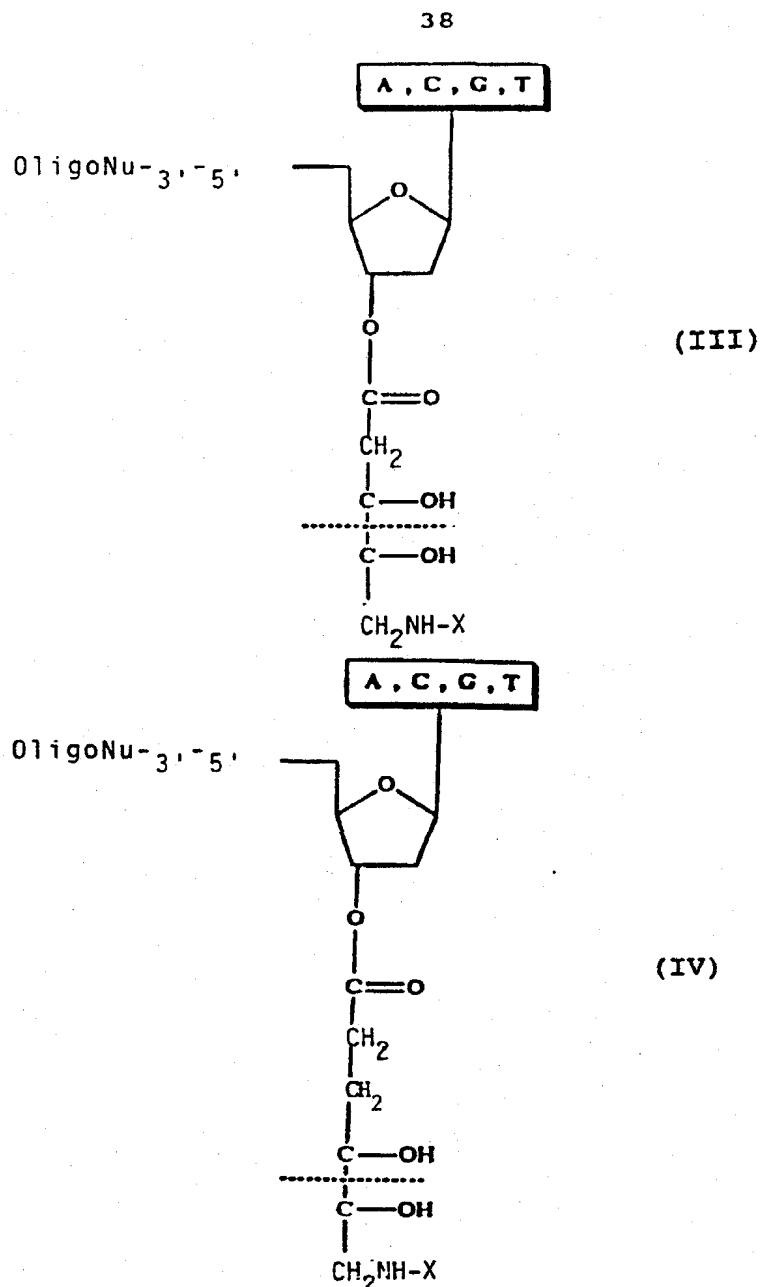 38
A , C , G , T
OligoNu-3'-5'
O
O
(III)
C=O
CH2
C—OH
C—OH
CH2NH-X
A , C , G , T
OligoNu-3'-5'
O
O
(IV)
C=O
CH2
CH2
C—OH
C—OH
CH2NH-X